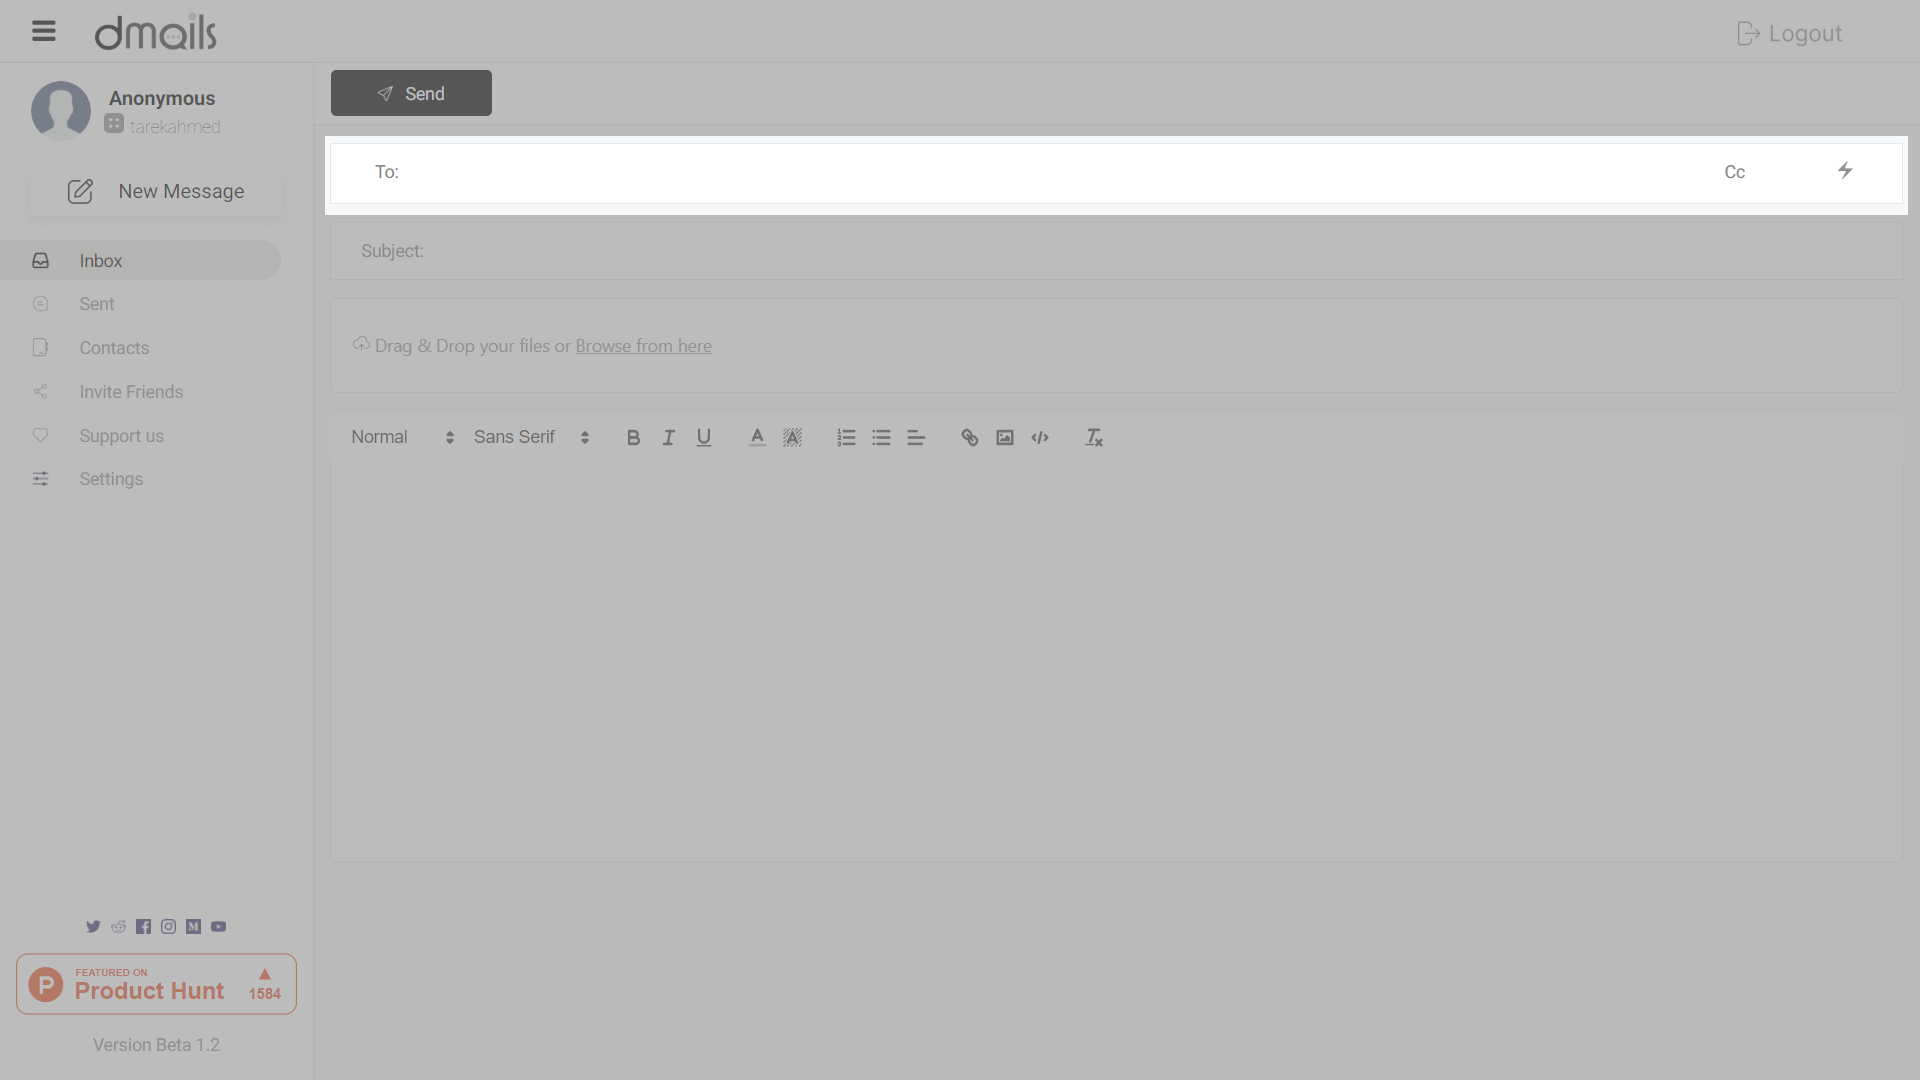 dmails
Logout
Anonymous
tarekahmed
New Message
Inbox
Sent
Contacts
Invite Friends
Support us
Settings
FEATURED ON
Product Hunt
1584
Version Beta 1.2
Send
To:
Cc
Subject:
Drag & Drop your files or Browse from here
Normal
Sans Serif